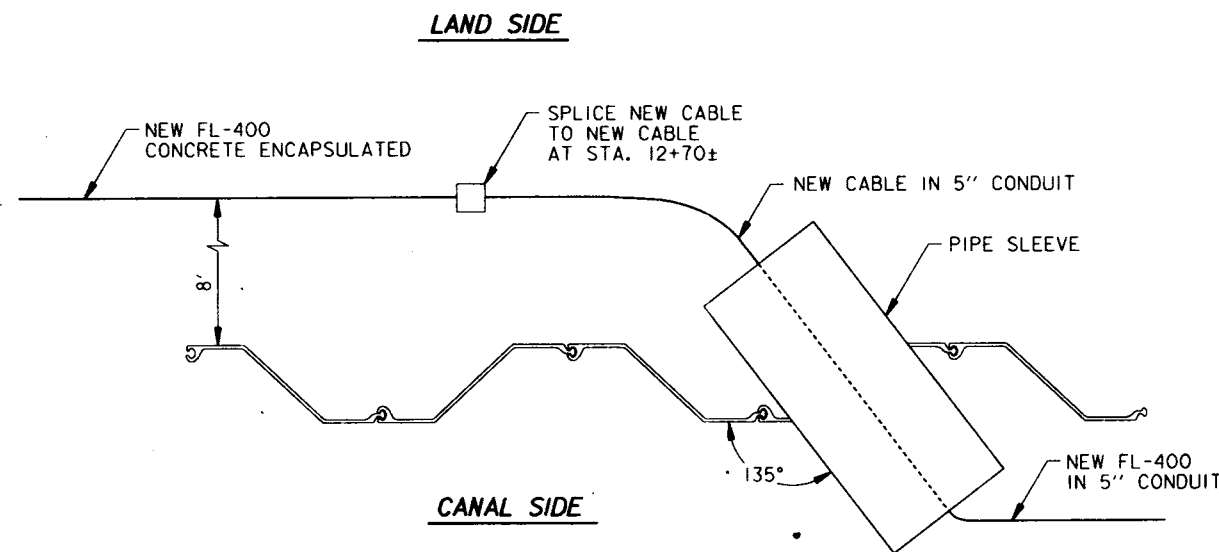 LAND SIDE
NEW FL-400
CONCRETE ENCAPSULATED
SPLICE NEW CABLE
TO NEW CABLE
AT STA. 12+70±
NEW CABLE IN 5'' CONDUIT
PIPE SLEEVE
8'
135°
NEW FL-400
IN 5'' CONDUIT
CANAL SIDE